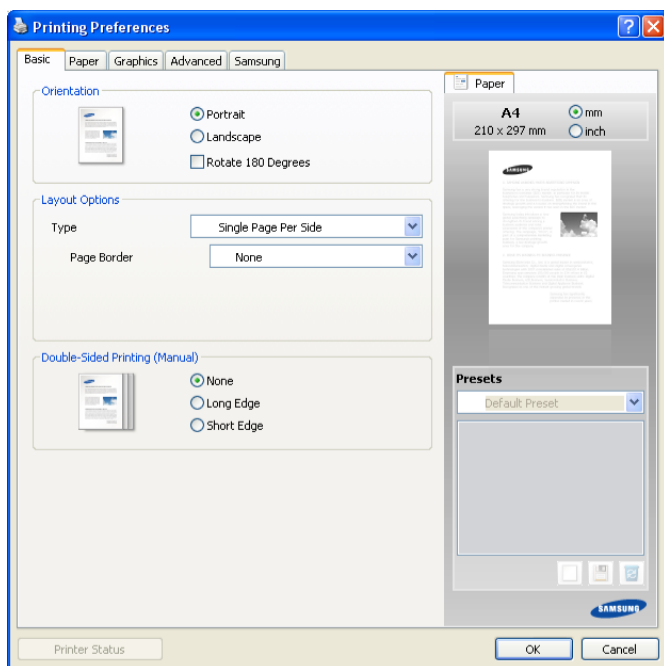 Printing Preferences
Basic Paper Graphics Advanced Samsung
Orientation
Portrait
Landscape
Rotate 180 Degrees
Layout Options
Type Single Page Per Side
Page Border None
Double-Sided Printing (Manual)
None
Long Edge
Short Edge
Paper
A4 mm
210 x 297 mm inch
SAMSUNG
Presets
Default Preset
SAMSUNG
Printer Status OK Cancel